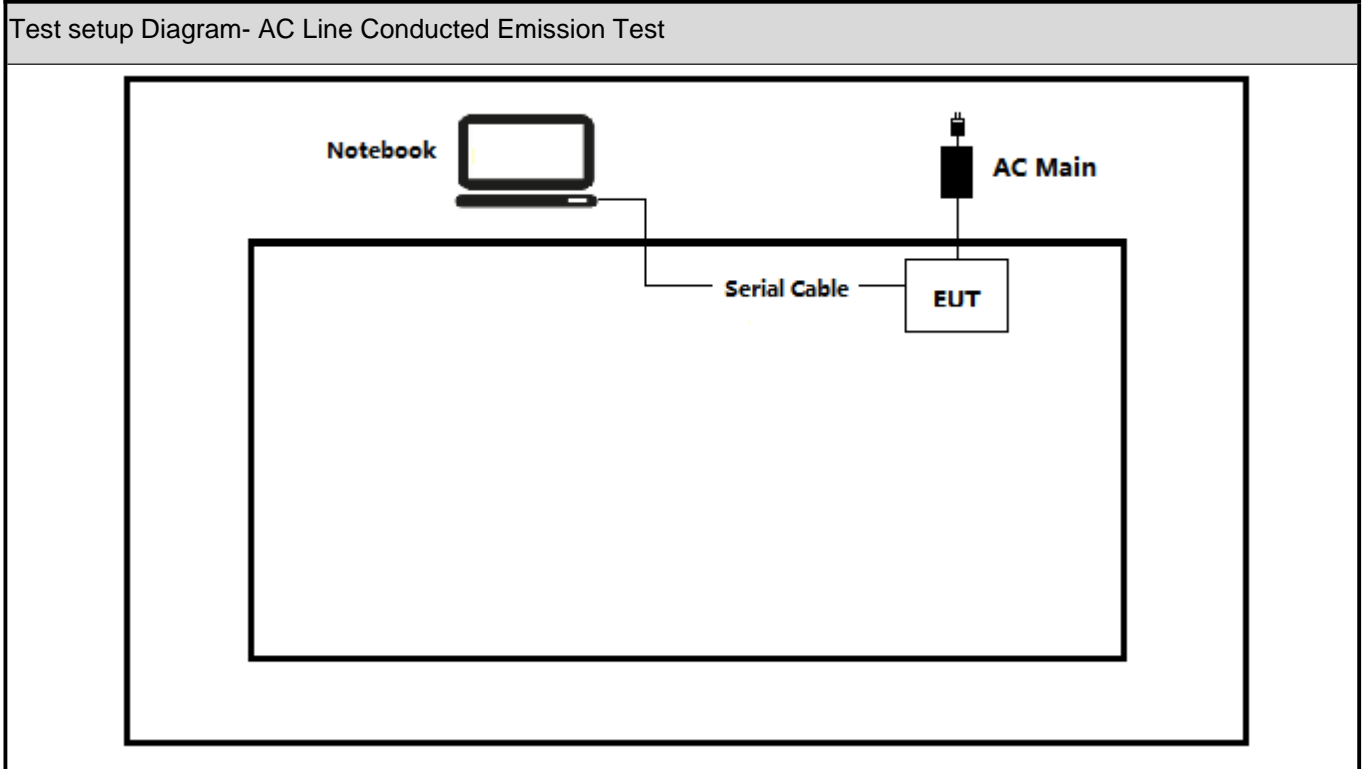 Test setup Diagram- AC Line Conducted Emission Test
Notebook
AC Main
Serial Cable
EUT